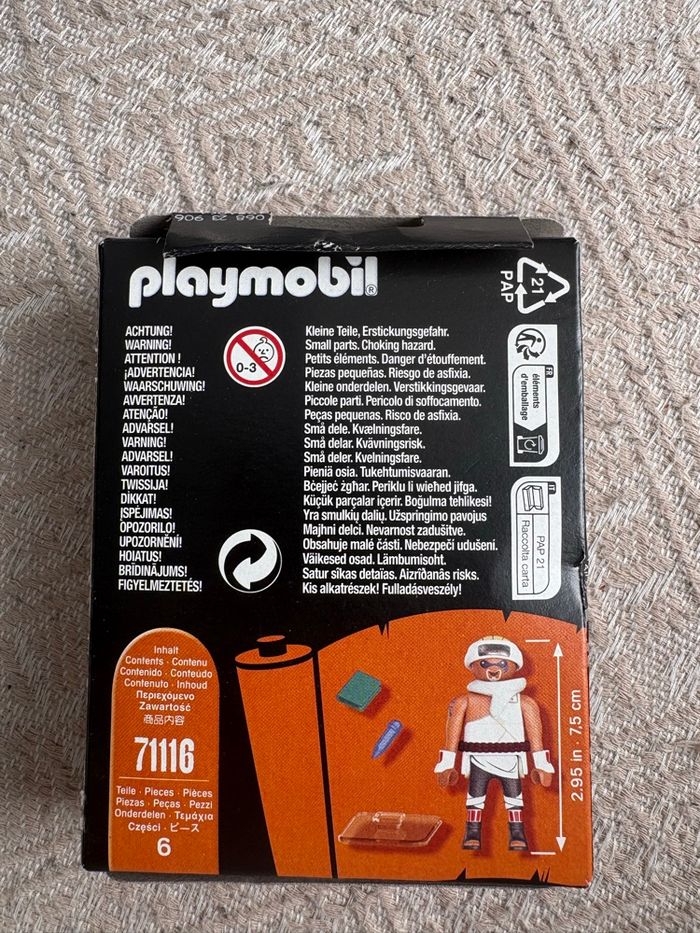 068 23 906
playmobil®
21
PAP
ACHTUNG!
WARNING!
ATTENTION !
¡ADVERTENCIA!
WAARSCHUWING!
AVVERTENZA!
ATENÇÃO!
ADVARSEL!
VARNING!
ADVARSEL!
VAROITUS!
TWISSIJA!
DİKKAT!
ĮSPĖJIMAS!
OPOZORILO!
UPOZORNĚNÍ!
HOIATUS!
BRĪDINĀJUMS!
FIGYELMEZTETÉS!
0-3
Kleine Teile, Erstickungsgefahr.
Small parts. Choking hazard.
Petits éléments. Danger d'étouffement.
Piezas pequeñas. Riesgo de asfixia.
Kleine onderdelen. Verstikkingsgevaar.
Piccole parti. Pericolo di soffocamento.
Peças pequenas. Risco de asfixia.
Små dele. Kvælningsfare.
Små delar. Kvävningsrisk.
Små deler. Kvelningsfare.
Pieniä osia. Tukehtumisvaaran.
Bċejjeċ żgħar. Periklu li wieħed jifga.
Küçük parçalar içerir. Boğulma tehlikesi!
Yra smulkių dalių. Užspringimo pavojus
Majhni delci. Nevarnost zadušitve.
Obsahuje malé části. Nebezpečí udušení.
Väikesed osad. Lämbumisoht.
Satur sīkas detaļas. Aizrīšanās risks.
Kis alkatrészek! Fulladásveszély!
FR
éléments
d'emballage
IT
PAP 21
Raccolta carta
Inhalt
Contents · Contenu
Contenido · Conteúdo
Contenuto · Inhoud
Περιεχόμενο
Zawartość
商品内容
71116
Teile · Pieces · Pièces
Piezas · Peças · Pezzi
Onderdelen · Τεμάχια
Części · ピース
6
2.95 in · 7,5 cm